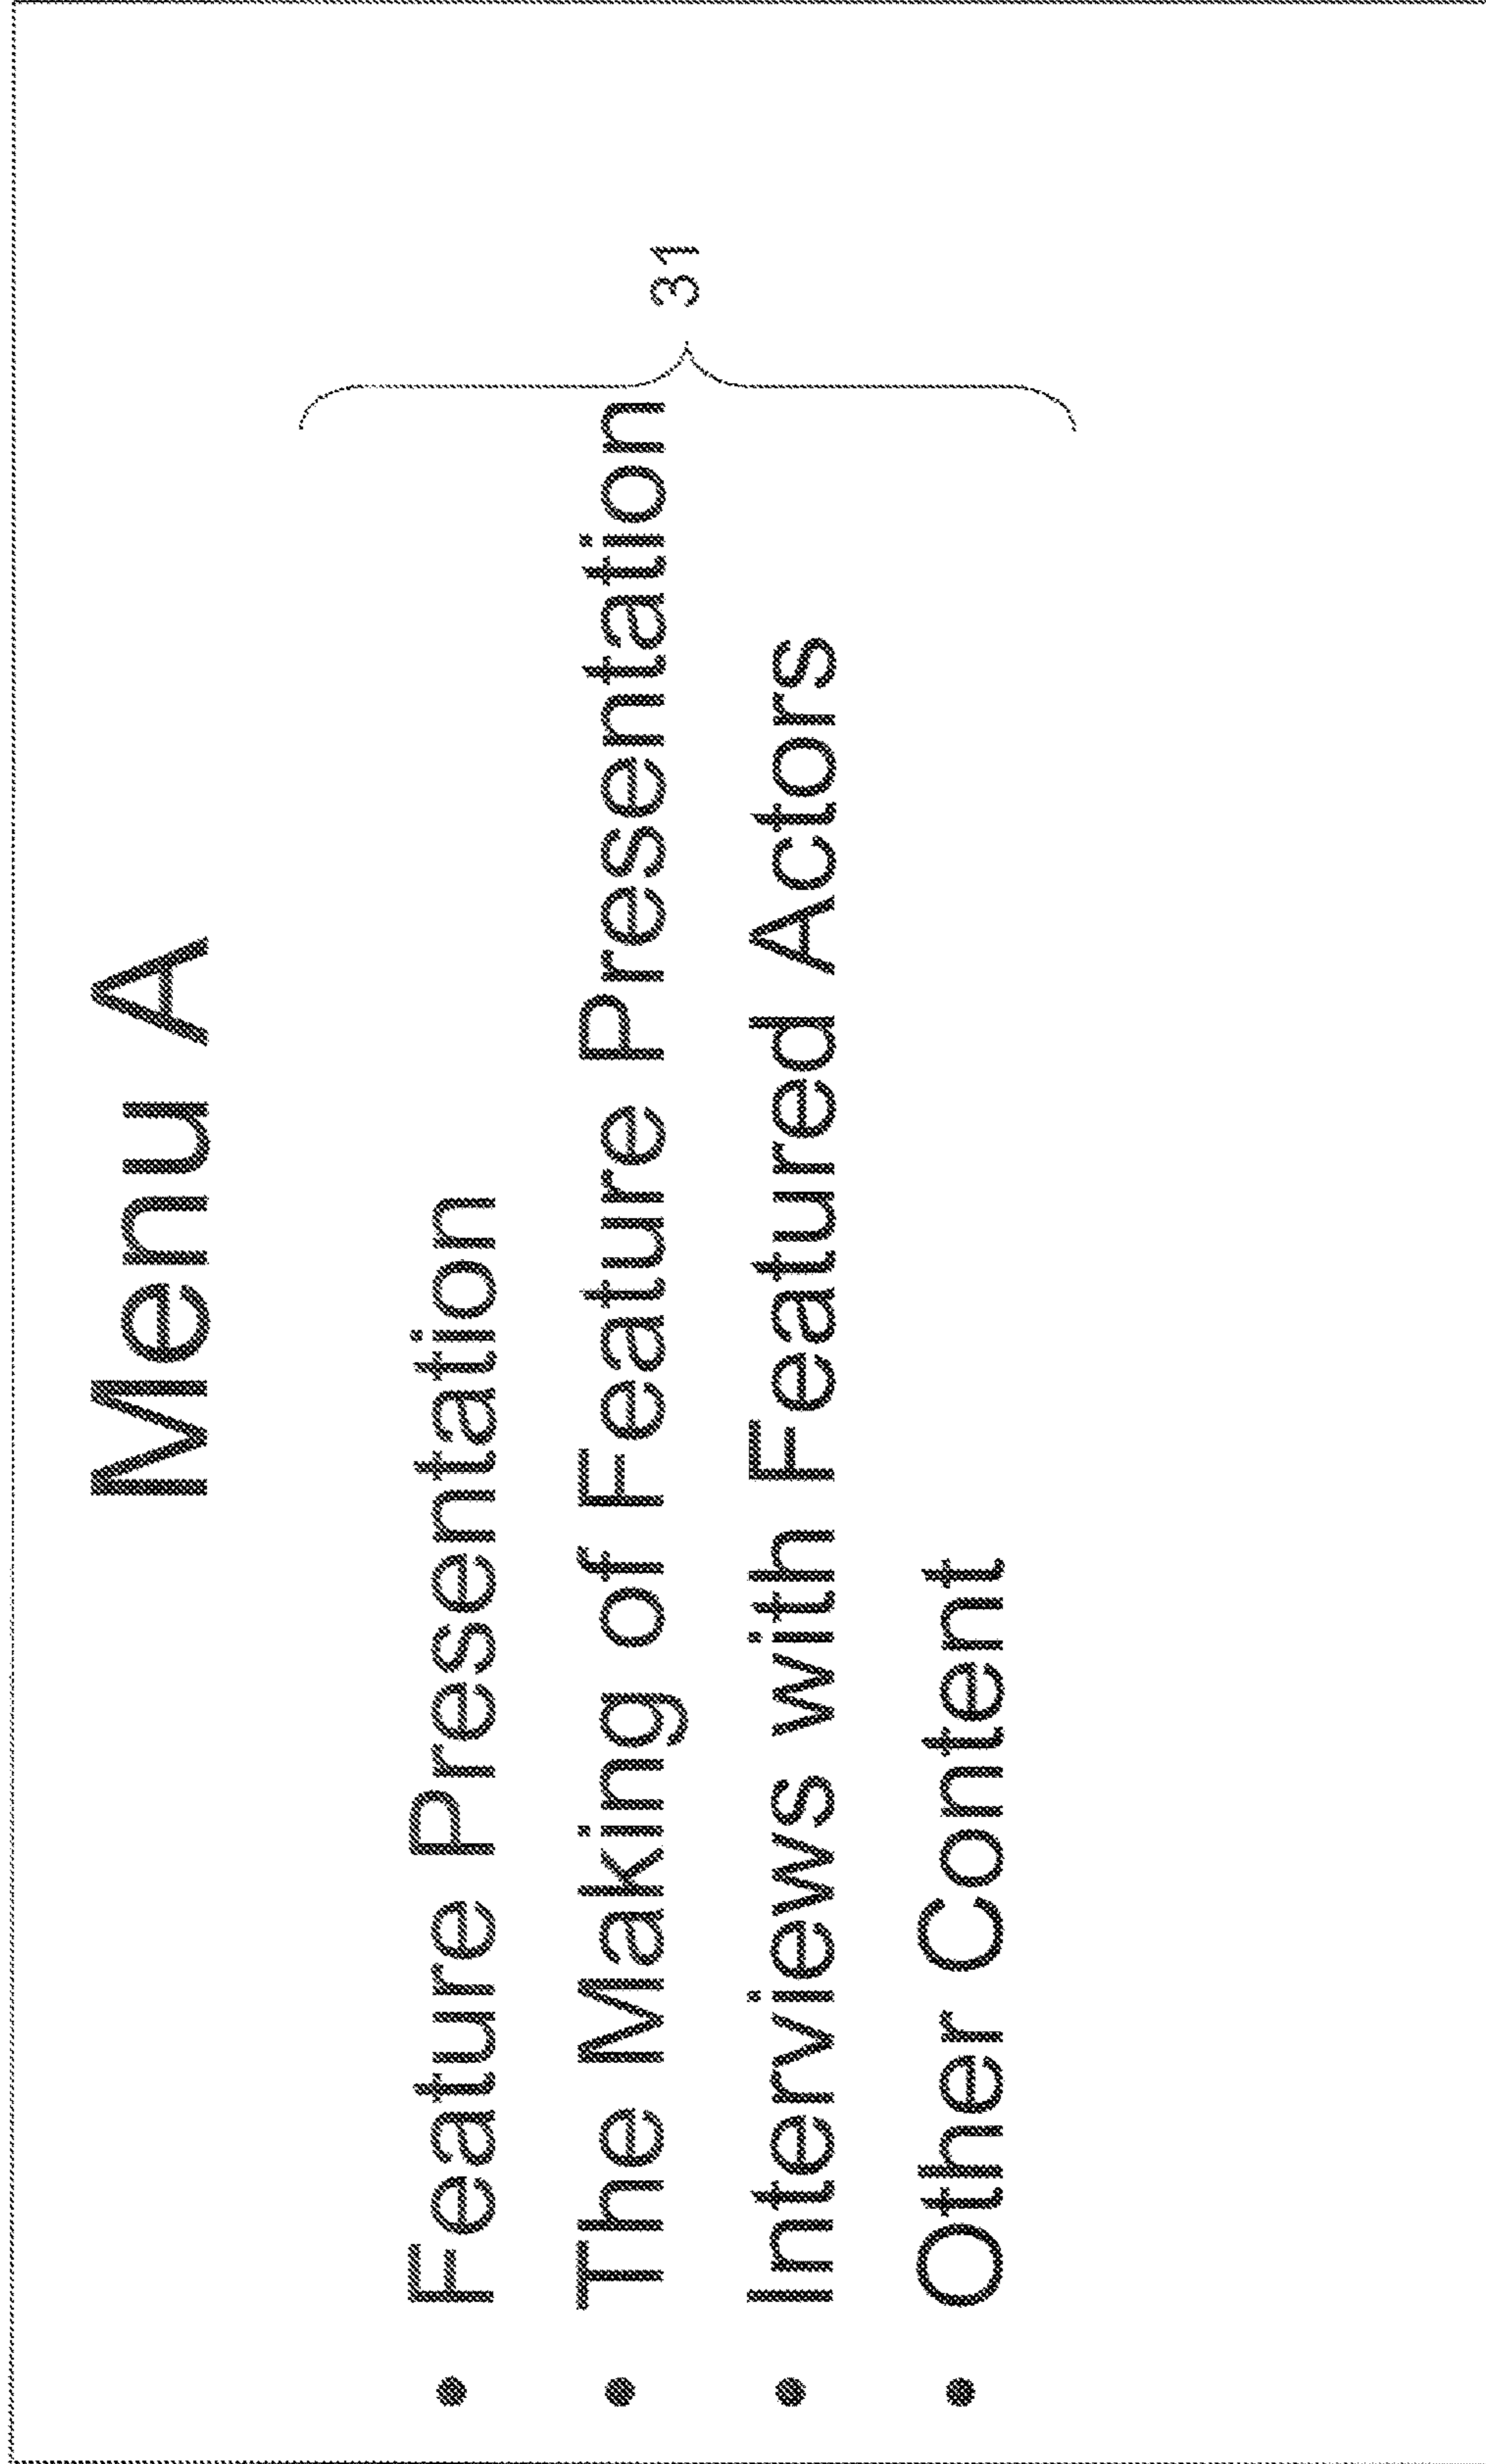 Menu A
• Feature Presentation
• The Making of Feature Presentation
• Interviews with Featured Actors
• Other Content
31